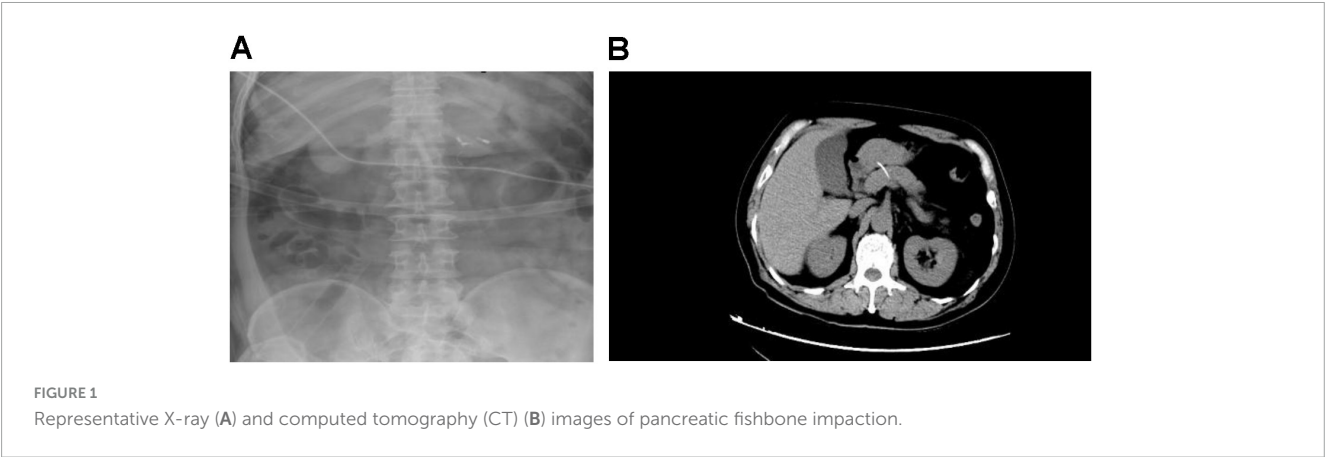 A B
FIGURE 1
Representative X-ray (A) and computed tomography (CT) (B) images of pancreatic fishbone impaction.